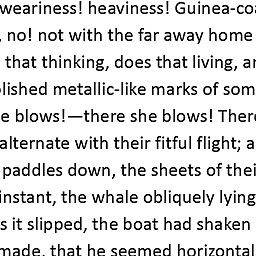 weariness! heaviness! Guinea-coa
, no! not with the far away home
that thinking, does that living, a
lished metallic-like marks of som
e blows!—there she blows! Ther
alternate with their fitful flight; a
paddles down, the sheets of thei
instant, the whale obliquely lying
s it slipped, the boat had shaken
made, that he seemed horizontal